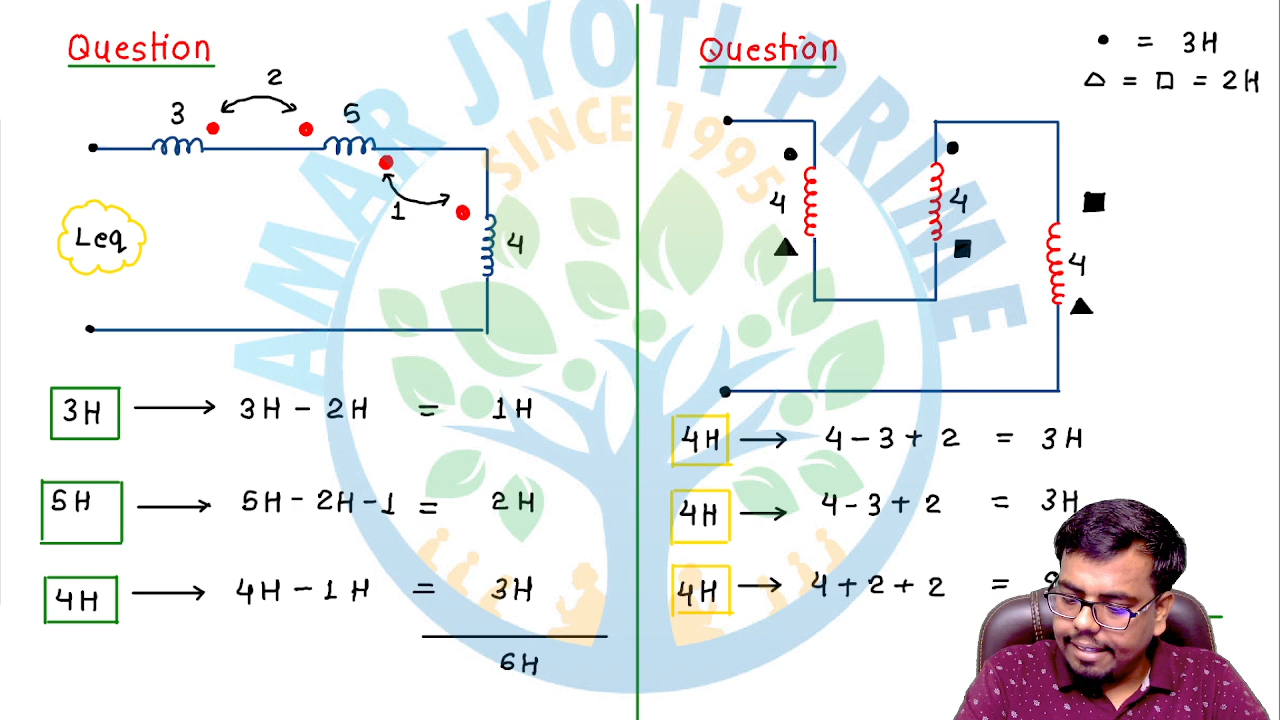 Question
2
3
5
1
Leq
4
3H → 3H - 2H = 1H
5H → 5H - 2H - 1 = 2H
4H → 4H - 1H = 3H
6H
Question
• = 3H
△ = □ = 2H
4
4
4
4H → 4 - 3 + 2 = 3H
4H → 4 - 3 + 2 = 3H
4H → 4 + 2 + 2 =
AMAR JYOTI PRIME
SINCE 1995